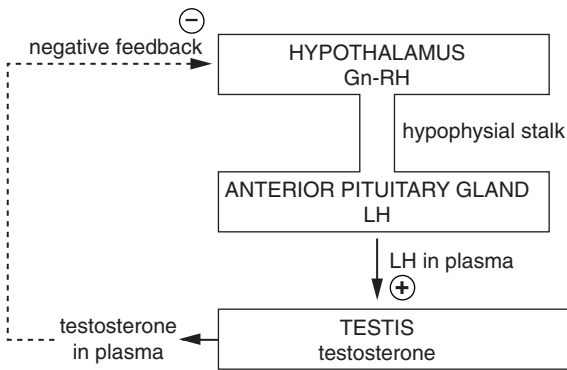 −
negative feedback
HYPOTHALAMUS
Gn-RH
hypophysial stalk
ANTERIOR PITUITARY GLAND
LH
LH in plasma
+
testosterone
in plasma
TESTIS
testosterone